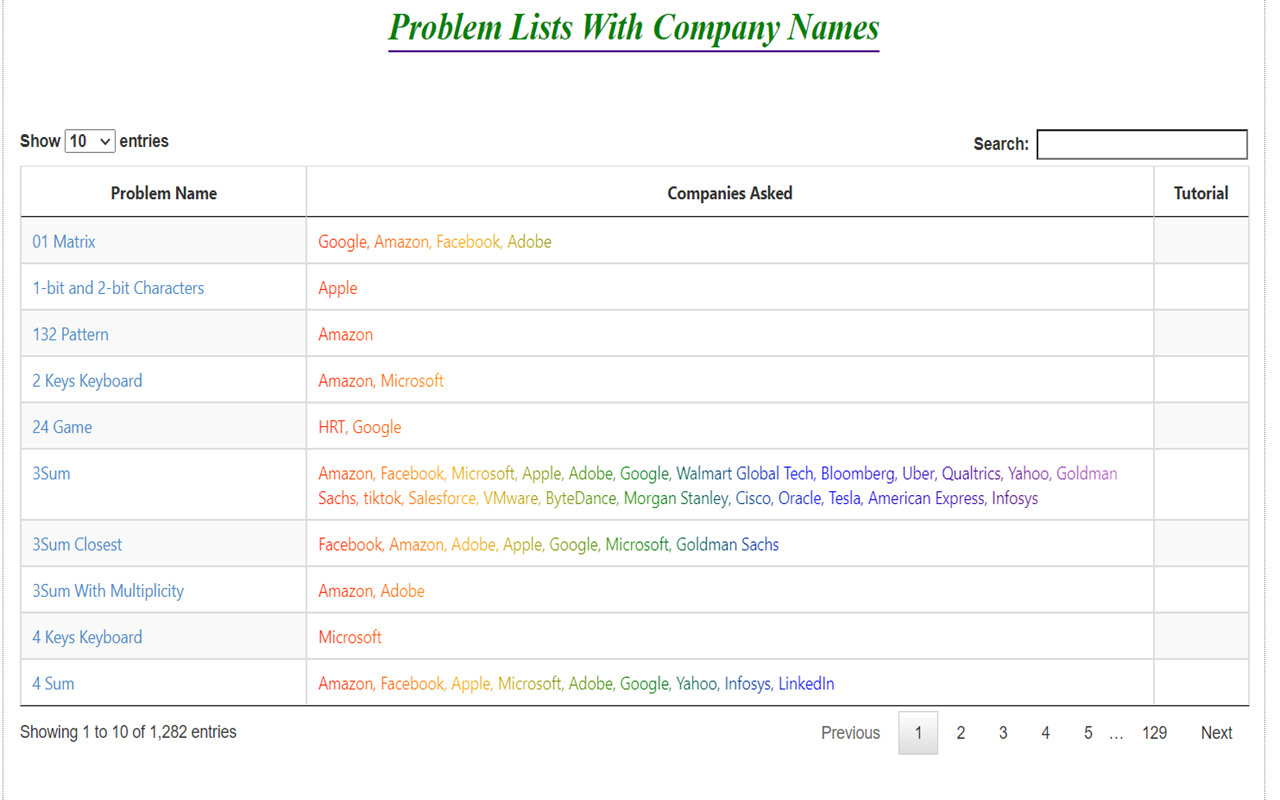 Problem Lists With Company Names
Show 10 entries
Search:
Problem Name Companies Asked Tutorial
01 Matrix Google, Amazon, Facebook, Adobe
1-bit and 2-bit Characters Apple
132 Pattern Amazon
2 Keys Keyboard Amazon, Microsoft
24 Game HRT, Google
3Sum Amazon, Facebook, Microsoft, Apple, Adobe, Google, Walmart Global Tech, Bloomberg, Uber, Qualtrics, Yahoo, Goldman
Sachs, tiktok, Salesforce, VMware, ByteDance, Morgan Stanley, Cisco, Oracle, Tesla, American Express, Infosys
3Sum Closest Facebook, Amazon, Adobe, Apple, Google, Microsoft, Goldman Sachs
3Sum With Multiplicity Amazon, Adobe
4 Keys Keyboard Microsoft
4 Sum Amazon, Facebook, Apple, Microsoft, Adobe, Google, Yahoo, Infosys, LinkedIn
Showing 1 to 10 of 1,282 entries
Previous 1 2 3 4 5 … 129 Next